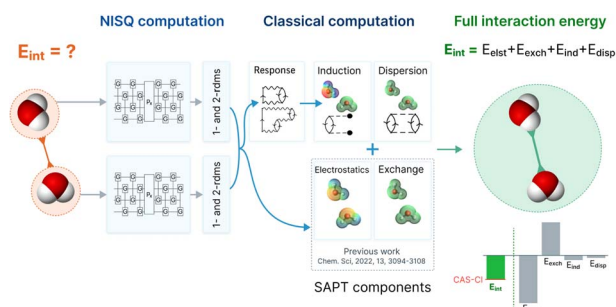 NISQ computation
Classical computation
Full interaction energy
E_int = ?
E_int = E_elst+E_exch+E_ind+E_disp
1- and 2-rdms
1- and 2-rdms
Response
Induction
Dispersion
+
Electrostatics
Exchange
Previous work
Chem. Sci, 2022, 13, 3094-3108
SAPT components
CAS-CI
E_int
E_exch
E_ind
E_disp